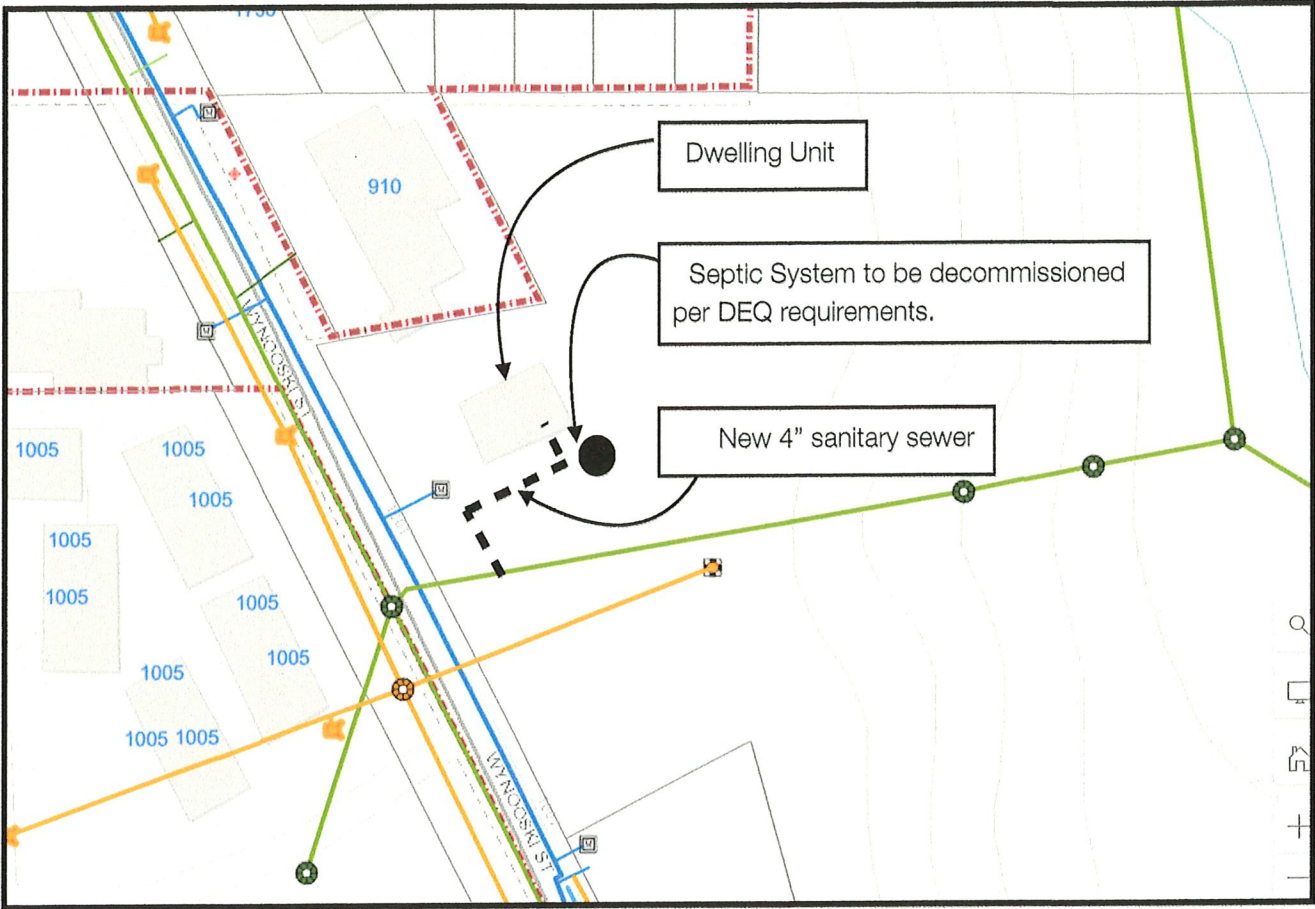 1730
910
Dwelling Unit
Septic System to be decommissioned
per DEQ requirements.
WYNOOSKI ST
New 4” sanitary sewer
1005
1005
1005
1005
1005
1005
1005
1005
1005 1005
WYNOOSKI ST